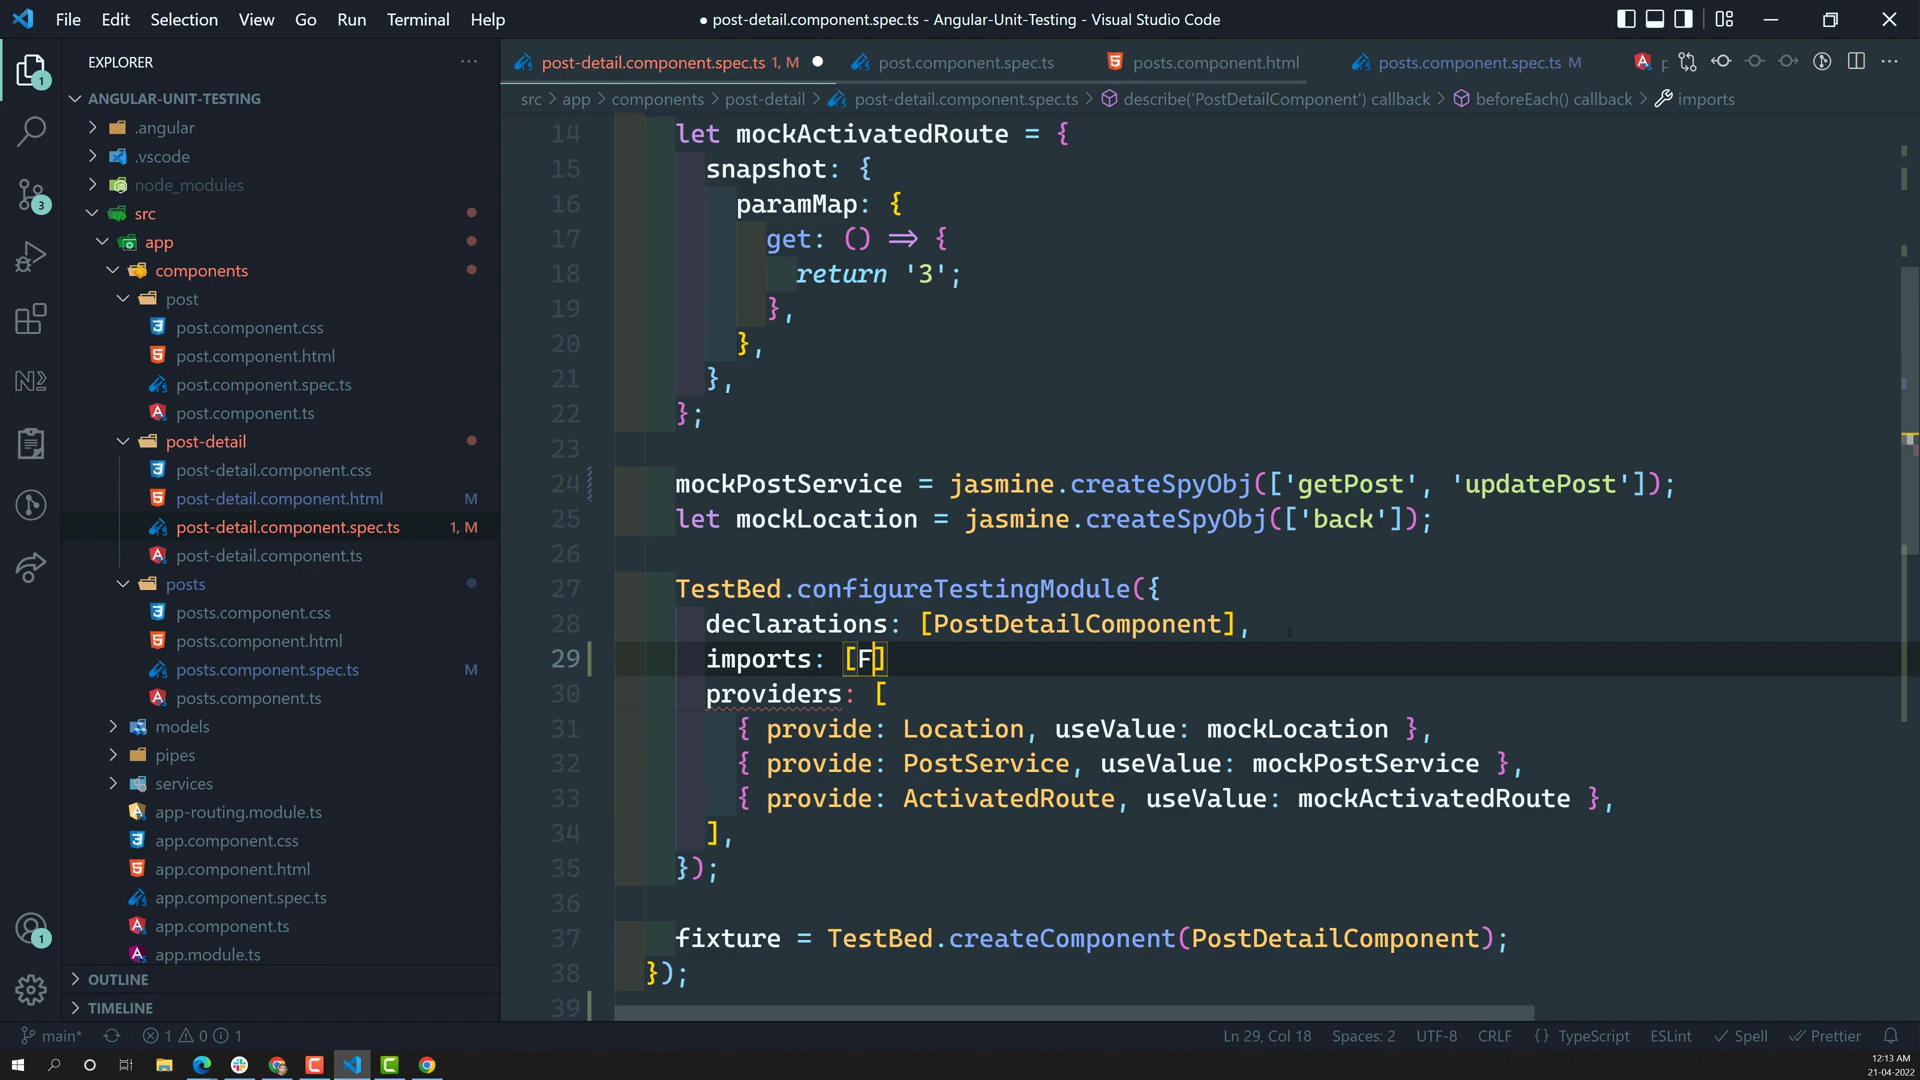 File Edit Selection View Go Run Terminal Help
● post-detail.component.spec.ts - Angular-Unit-Testing - Visual Studio Code
EXPLORER
ANGULAR-UNIT-TESTING
.angular
.vscode
node_modules
src
app
components
post
post.component.css
post.component.html
post.component.spec.ts
post.component.ts
post-detail
post-detail.component.css
post-detail.component.html M
post-detail.component.spec.ts 1, M
post-detail.component.ts
posts
posts.component.css
posts.component.html
posts.component.spec.ts M
posts.component.ts
models
pipes
services
app-routing.module.ts
app.component.css
app.component.html
app.component.spec.ts
app.component.ts
app.module.ts
OUTLINE
TIMELINE
1
3
1
post-detail.component.spec.ts 1, M ● post.component.spec.ts posts.component.html posts.component.spec.ts M
src > app > components > post-detail > post-detail.component.spec.ts > describe('PostDetailComponent') callback > beforeEach() callback > imports
14 let mockActivatedRoute = {
15 snapshot: {
16 paramMap: {
17 get: () => {
18 return '3';
19 },
20 },
21 },
22 };
23
24 mockPostService = jasmine.createSpyObj(['getPost', 'updatePost']);
25 let mockLocation = jasmine.createSpyObj(['back']);
26
27 TestBed.configureTestingModule({
28 declarations: [PostDetailComponent],
29 imports: [F]
30 providers: [
31 { provide: Location, useValue: mockLocation },
32 { provide: PostService, useValue: mockPostService },
33 { provide: ActivatedRoute, useValue: mockActivatedRoute },
34 ],
35 });
36
37 fixture = TestBed.createComponent(PostDetailComponent);
38 });
39
main* 1 0 1 Ln 29, Col 18 Spaces: 2 UTF-8 CRLF {} TypeScript ESLint Spell Prettier
12:13 AM
21-04-2022